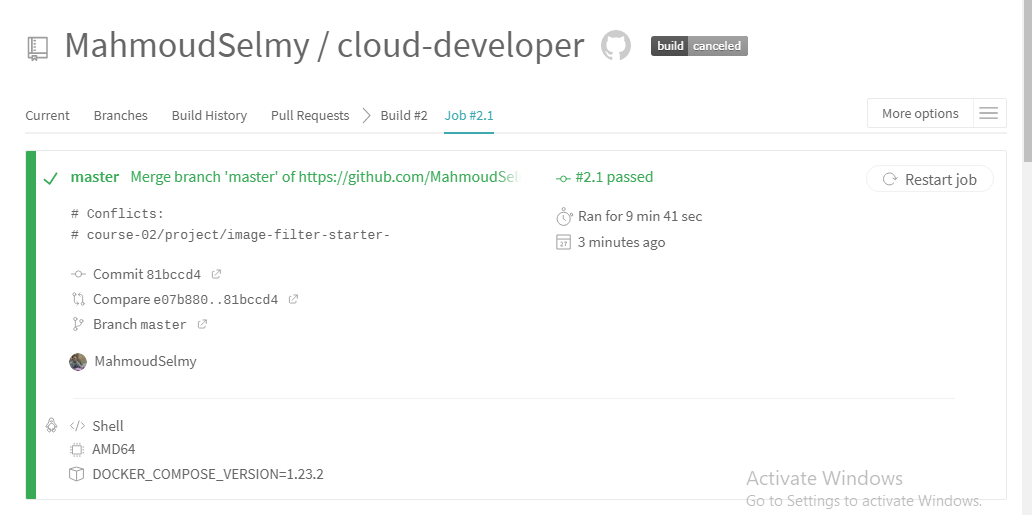 MahmoudSelmy / cloud-developer
build canceled
Current Branches Build History Pull Requests Build #2 Job #2.1
More options
master Merge branch 'master' of https://github.com/MahmoudSel
#2.1 passed
Restart job
# Conflicts:
# course-02/project/image-filter-starter-
Ran for 9 min 41 sec
3 minutes ago
Commit 81bccd4
Compare e07b880..81bccd4
Branch master
MahmoudSelmy
</> Shell
AMD64
DOCKER_COMPOSE_VERSION=1.23.2
Activate Windows
Go to Settings to activate Windows.